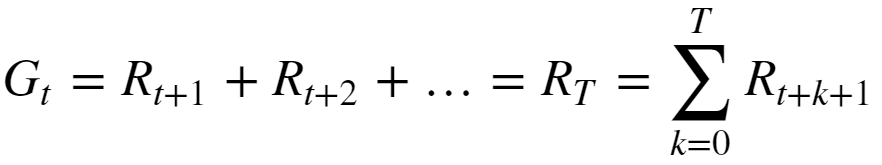 G_t = R_{t+1} + R_{t+2} + … = R_T = \sum_{k=0}^{T} R_{t+k+1}